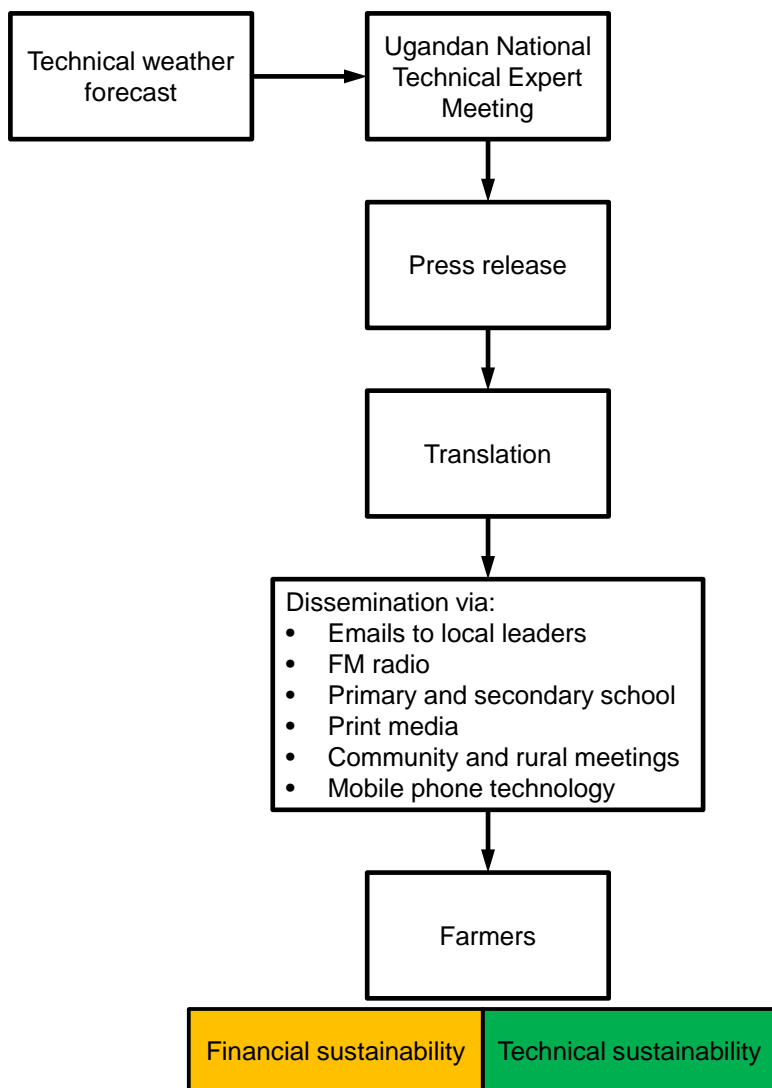 Technical weather
forecast
Ugandan National
Technical Expert
Meeting
Press release
Translation
Dissemination via:
• Emails to local leaders
• FM radio
• Primary and secondary school
• Print media
• Community and rural meetings
• Mobile phone technology
Farmers
Financial sustainability
Technical sustainability